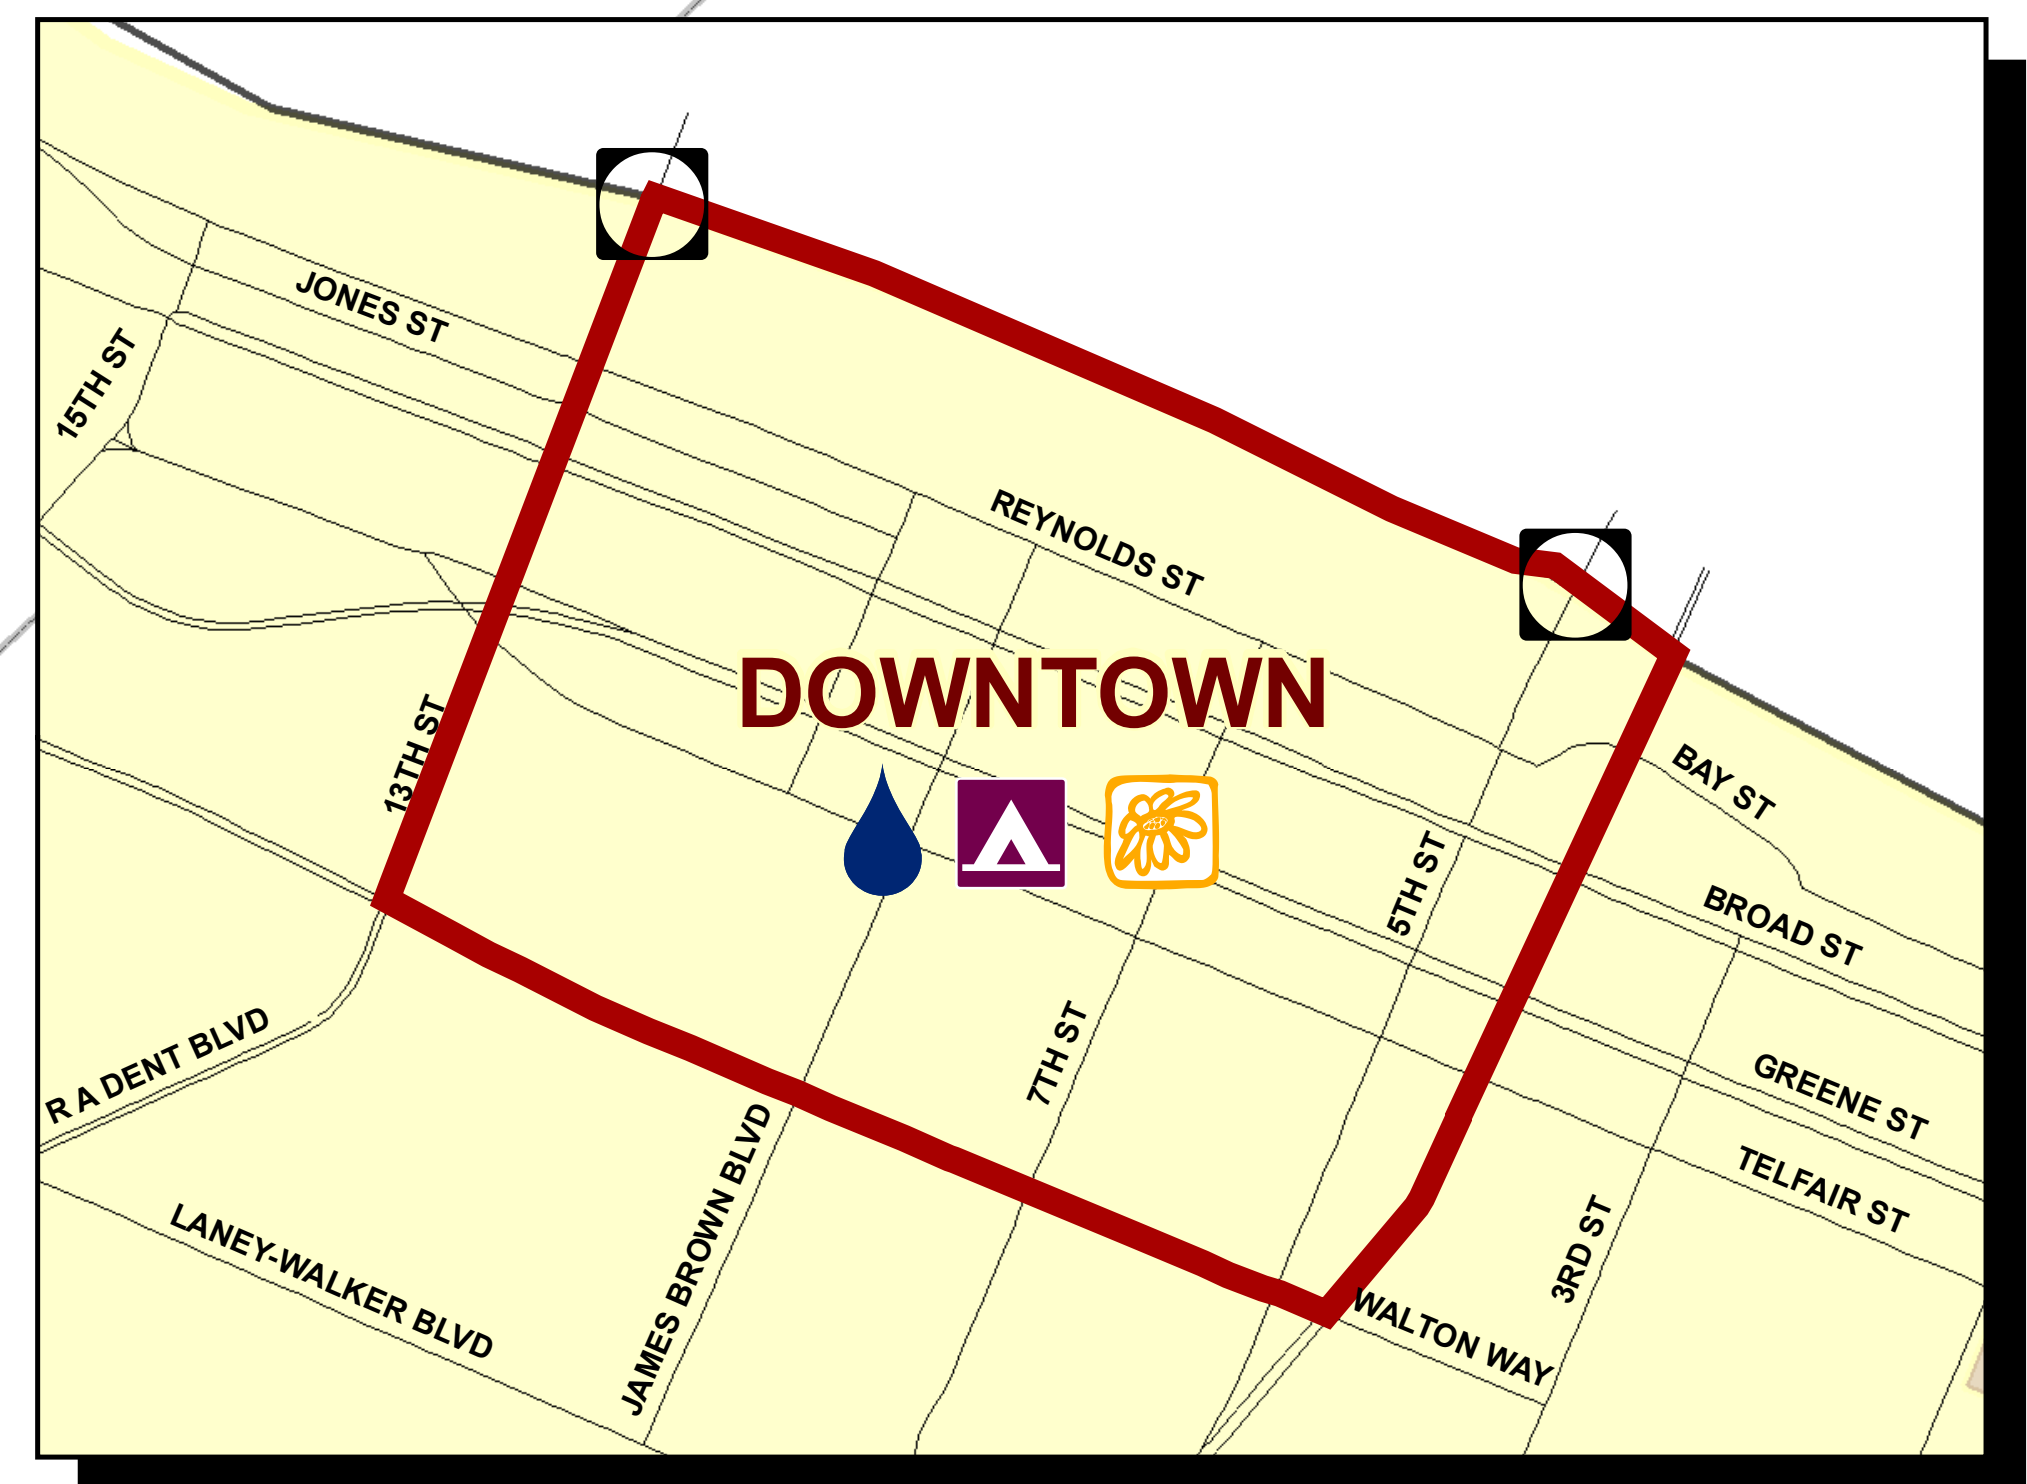 JONES ST
15TH ST
REYNOLDS ST
DOWNTOWN
13TH ST
BAY ST
5TH ST
BROAD ST
7TH ST
R A DENT BLVD
GREENE ST
TELFAIR ST
JAMES BROWN BLVD
3RD ST
LANEY-WALKER BLVD
WALTON WAY